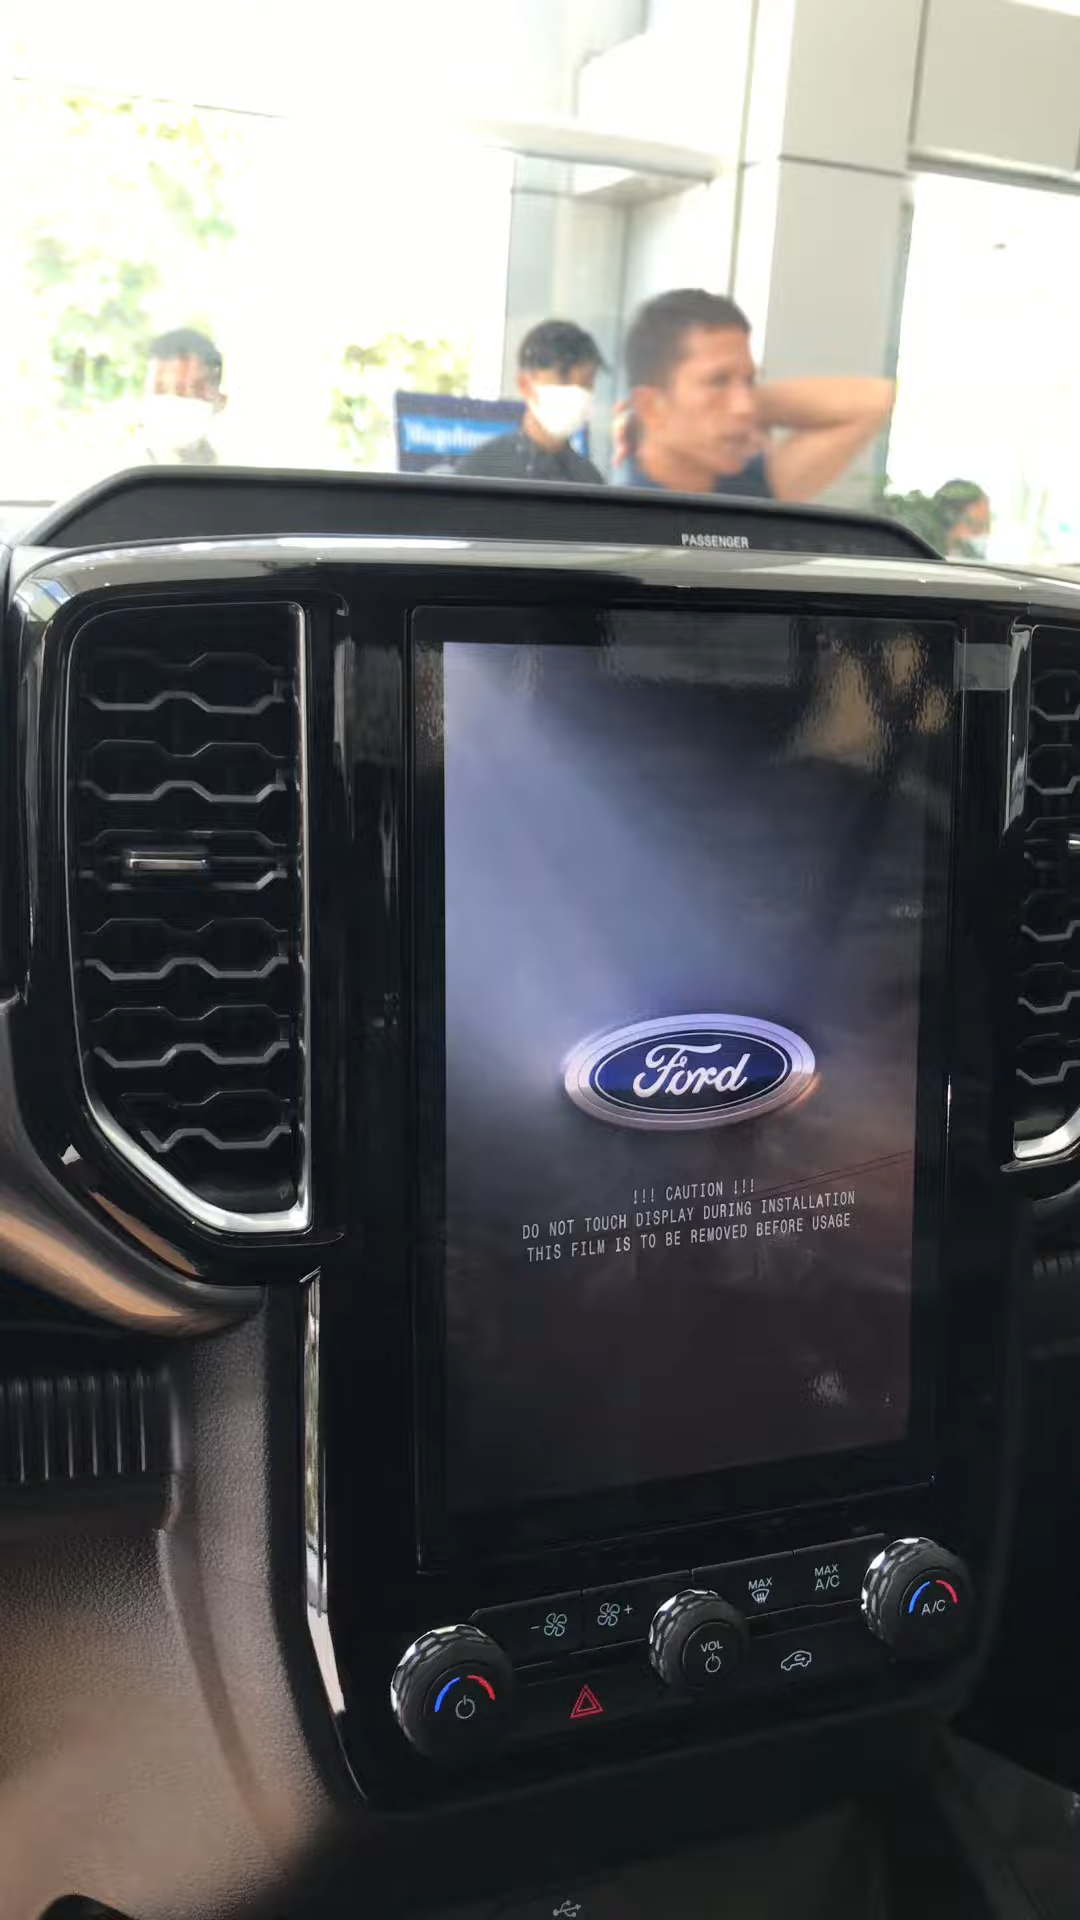 PASSENGER
Ford
!!! CAUTION !!!
DO NOT TOUCH DISPLAY DURING INSTALLATION
THIS FILM IS TO BE REMOVED BEFORE USAGE
MAX
MAX
A/C
- +
VOL
A/C